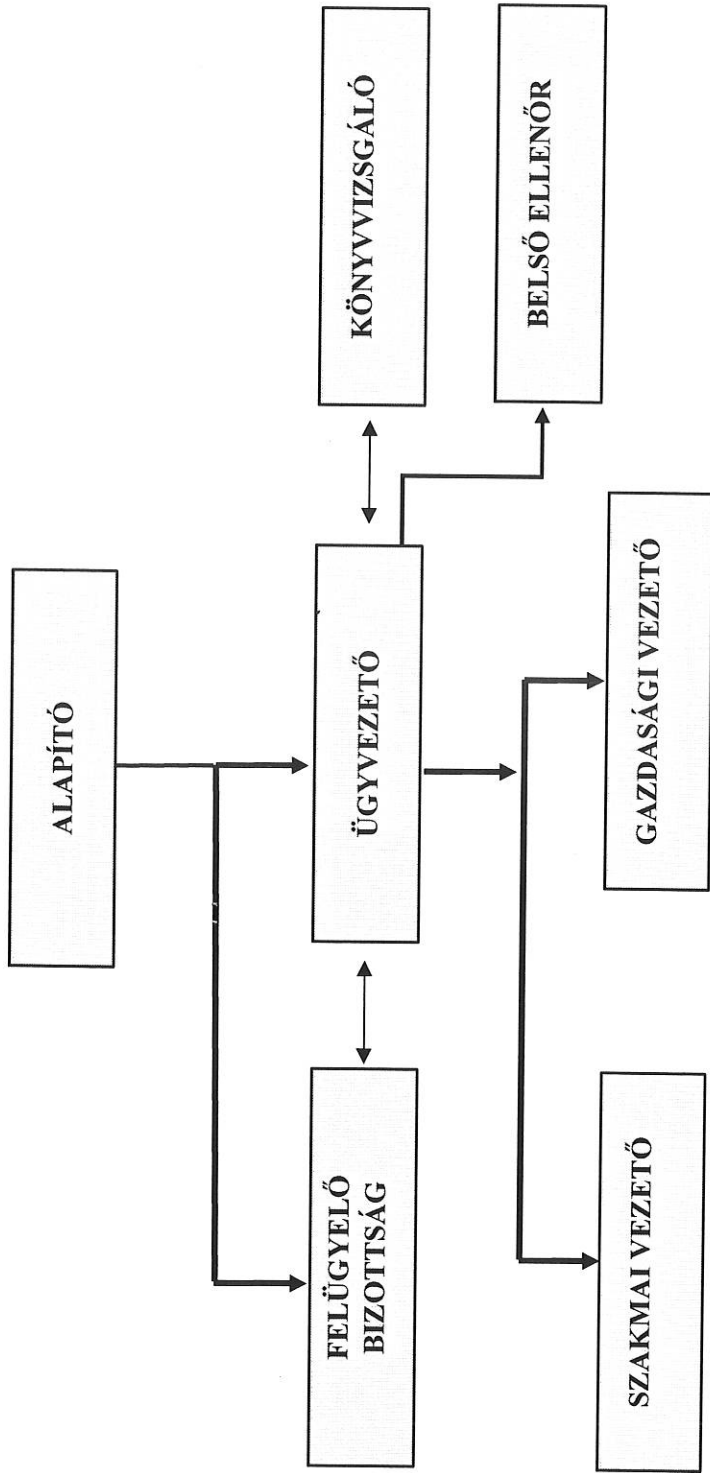 ALAPÍTÓ
FELÜGYELŐ
BIZOTTSÁG
ÜGYVEZETŐ
KÖNYVVIZSGÁLÓ
BELSŐ ELLENŐR
SZAKMAI VEZETŐ
GAZDASÁGI VEZETŐ